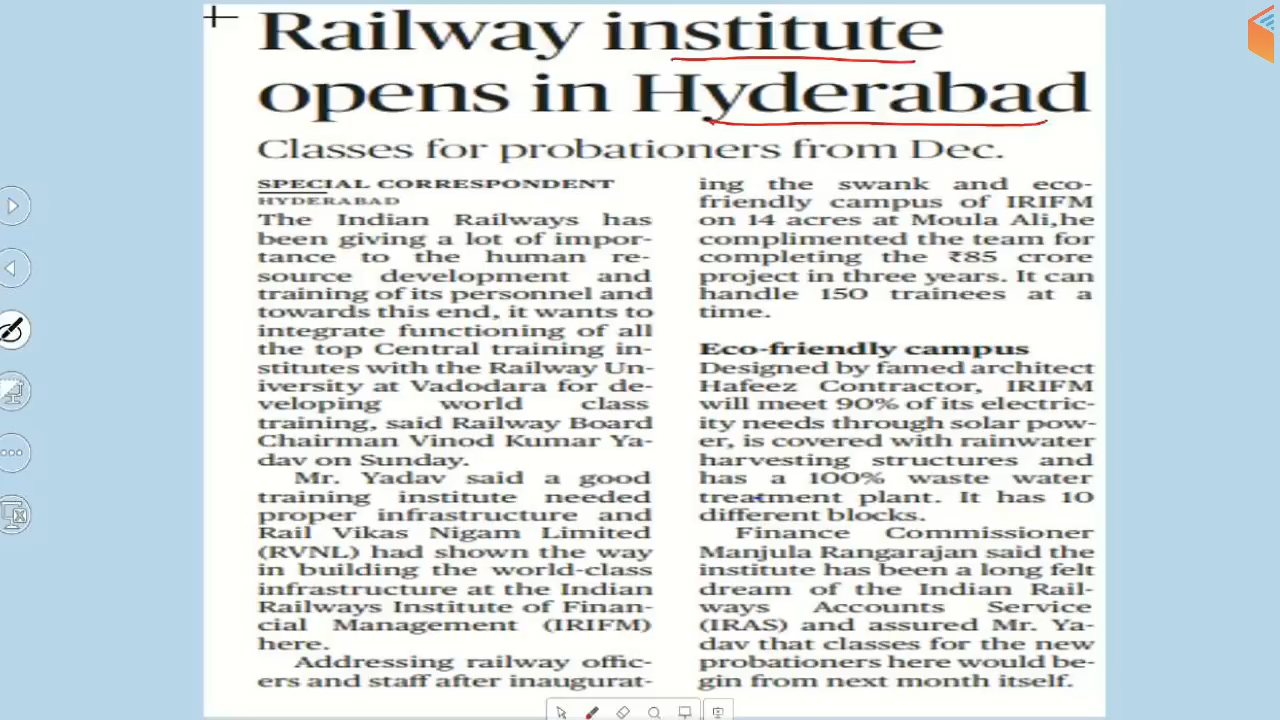 Railway institute
opens in Hyderabad
Classes for probationers from Dec.
SPECIAL CORRESPONDENT
HYDERABAD
The Indian Railways has
been giving a lot of impor-
tance to the human re-
source development and
training of its personnel and
towards this end, it wants to
integrate functioning of all
the top Central training in-
stitutes with the Railway Un-
iversity at Vadodara for de-
veloping world class
training, said Railway Board
Chairman Vinod Kumar Ya-
dav on Sunday.
Mr. Yadav said a good
training institute needed
proper infrastructure and
Rail Vikas Nigam Limited
(RVNL) had shown the way
in building the world-class
infrastructure at the Indian
Railways Institute of Finan-
cial Management (IRIFM)
here.
Addressing railway offic-
ers and staff after inaugurat-
ing the swank and eco-
friendly campus of IRIFM
on 14 acres at Moula Ali,he
complimented the team for
completing the ₹85 crore
project in three years. It can
handle 150 trainees at a
time.
Eco-friendly campus
Designed by famed architect
Hafeez Contractor, IRIFM
will meet 90% of its electric-
ity needs through solar pow-
er, is covered with rainwater
harvesting structures and
has a 100% waste water
treatment plant. It has 10
different blocks.
Finance Commissioner
Manjula Rangarajan said the
institute has been a long felt
dream of the Indian Rail-
ways Accounts Service
(IRAS) and assured Mr. Ya-
dav that classes for the new
probationers here would be-
gin from next month itself.